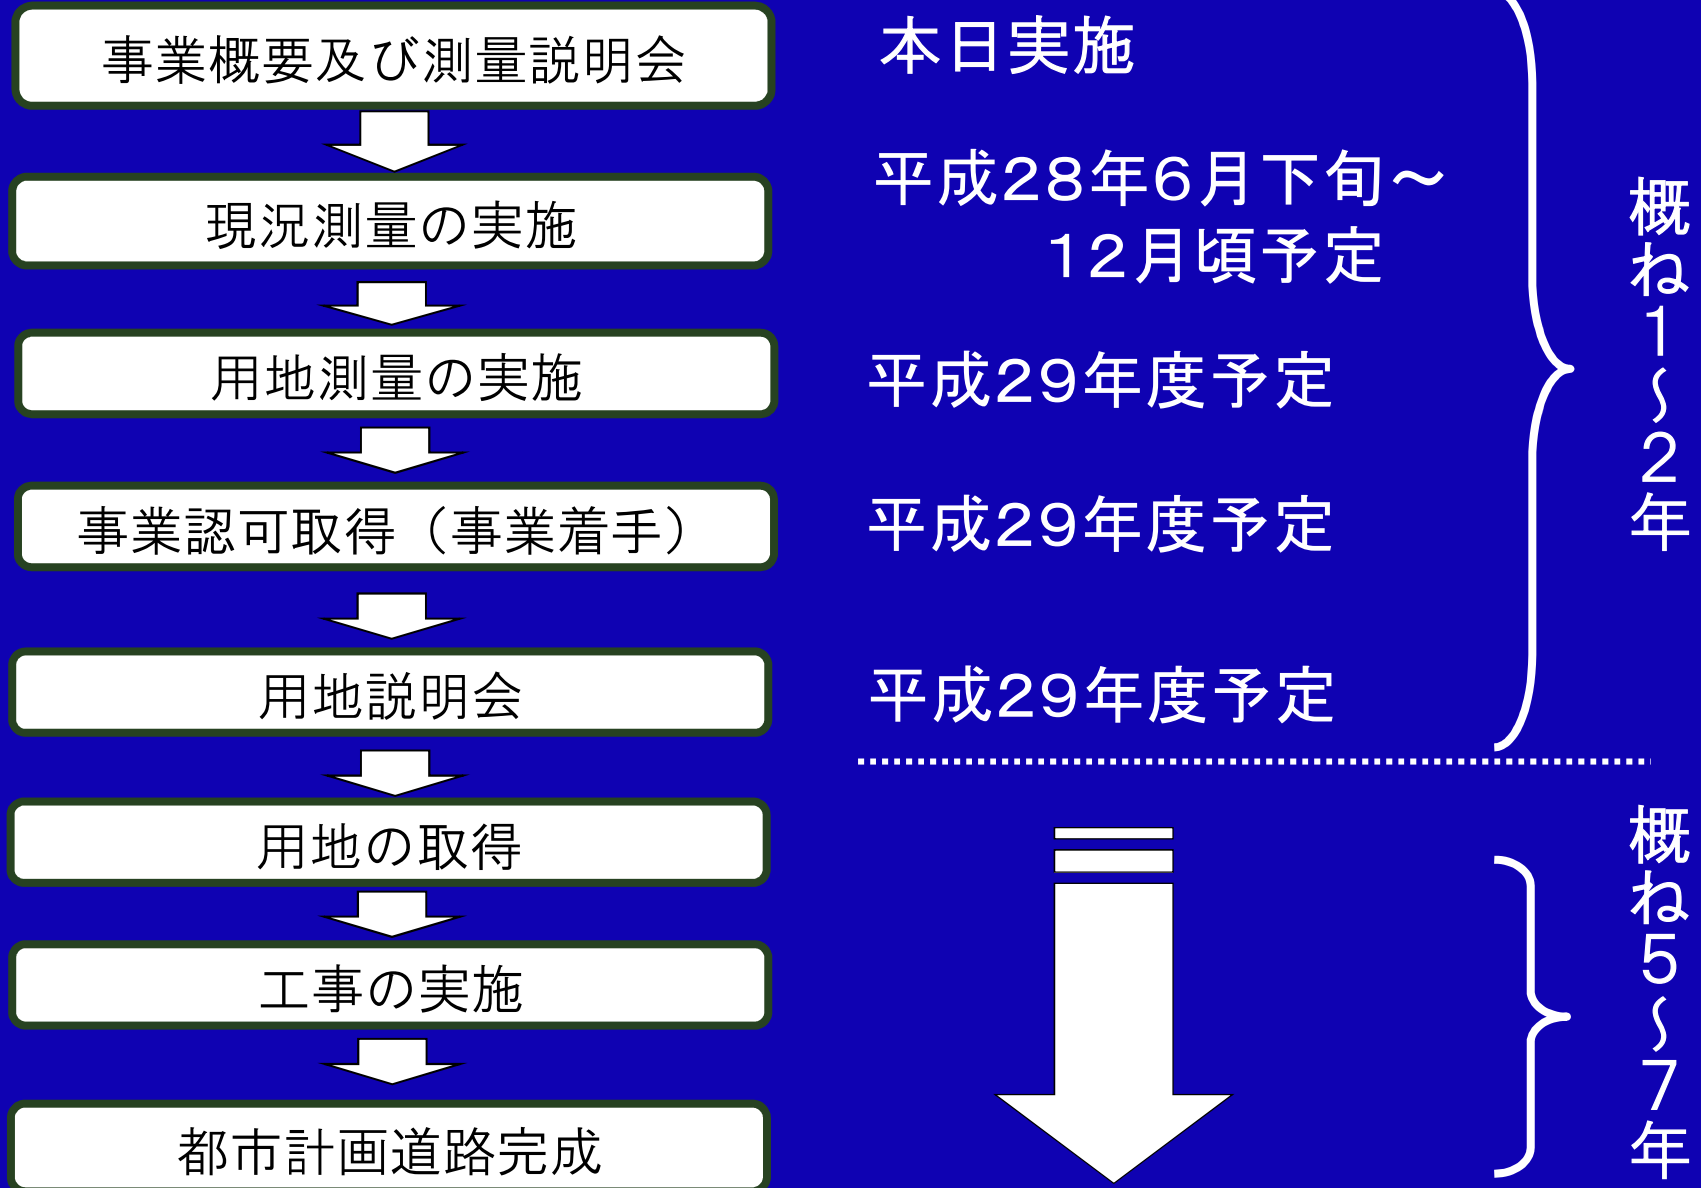 事業概要及び測量説明会
本日実施
現況測量の実施
平成28年6月下旬～
12月頃予定
用地測量の実施
平成29年度予定
事業認可取得（事業着手）
平成29年度予定
用地説明会
平成29年度予定
概ね1～2年
用地の取得
工事の実施
都市計画道路完成
概ね5～7年